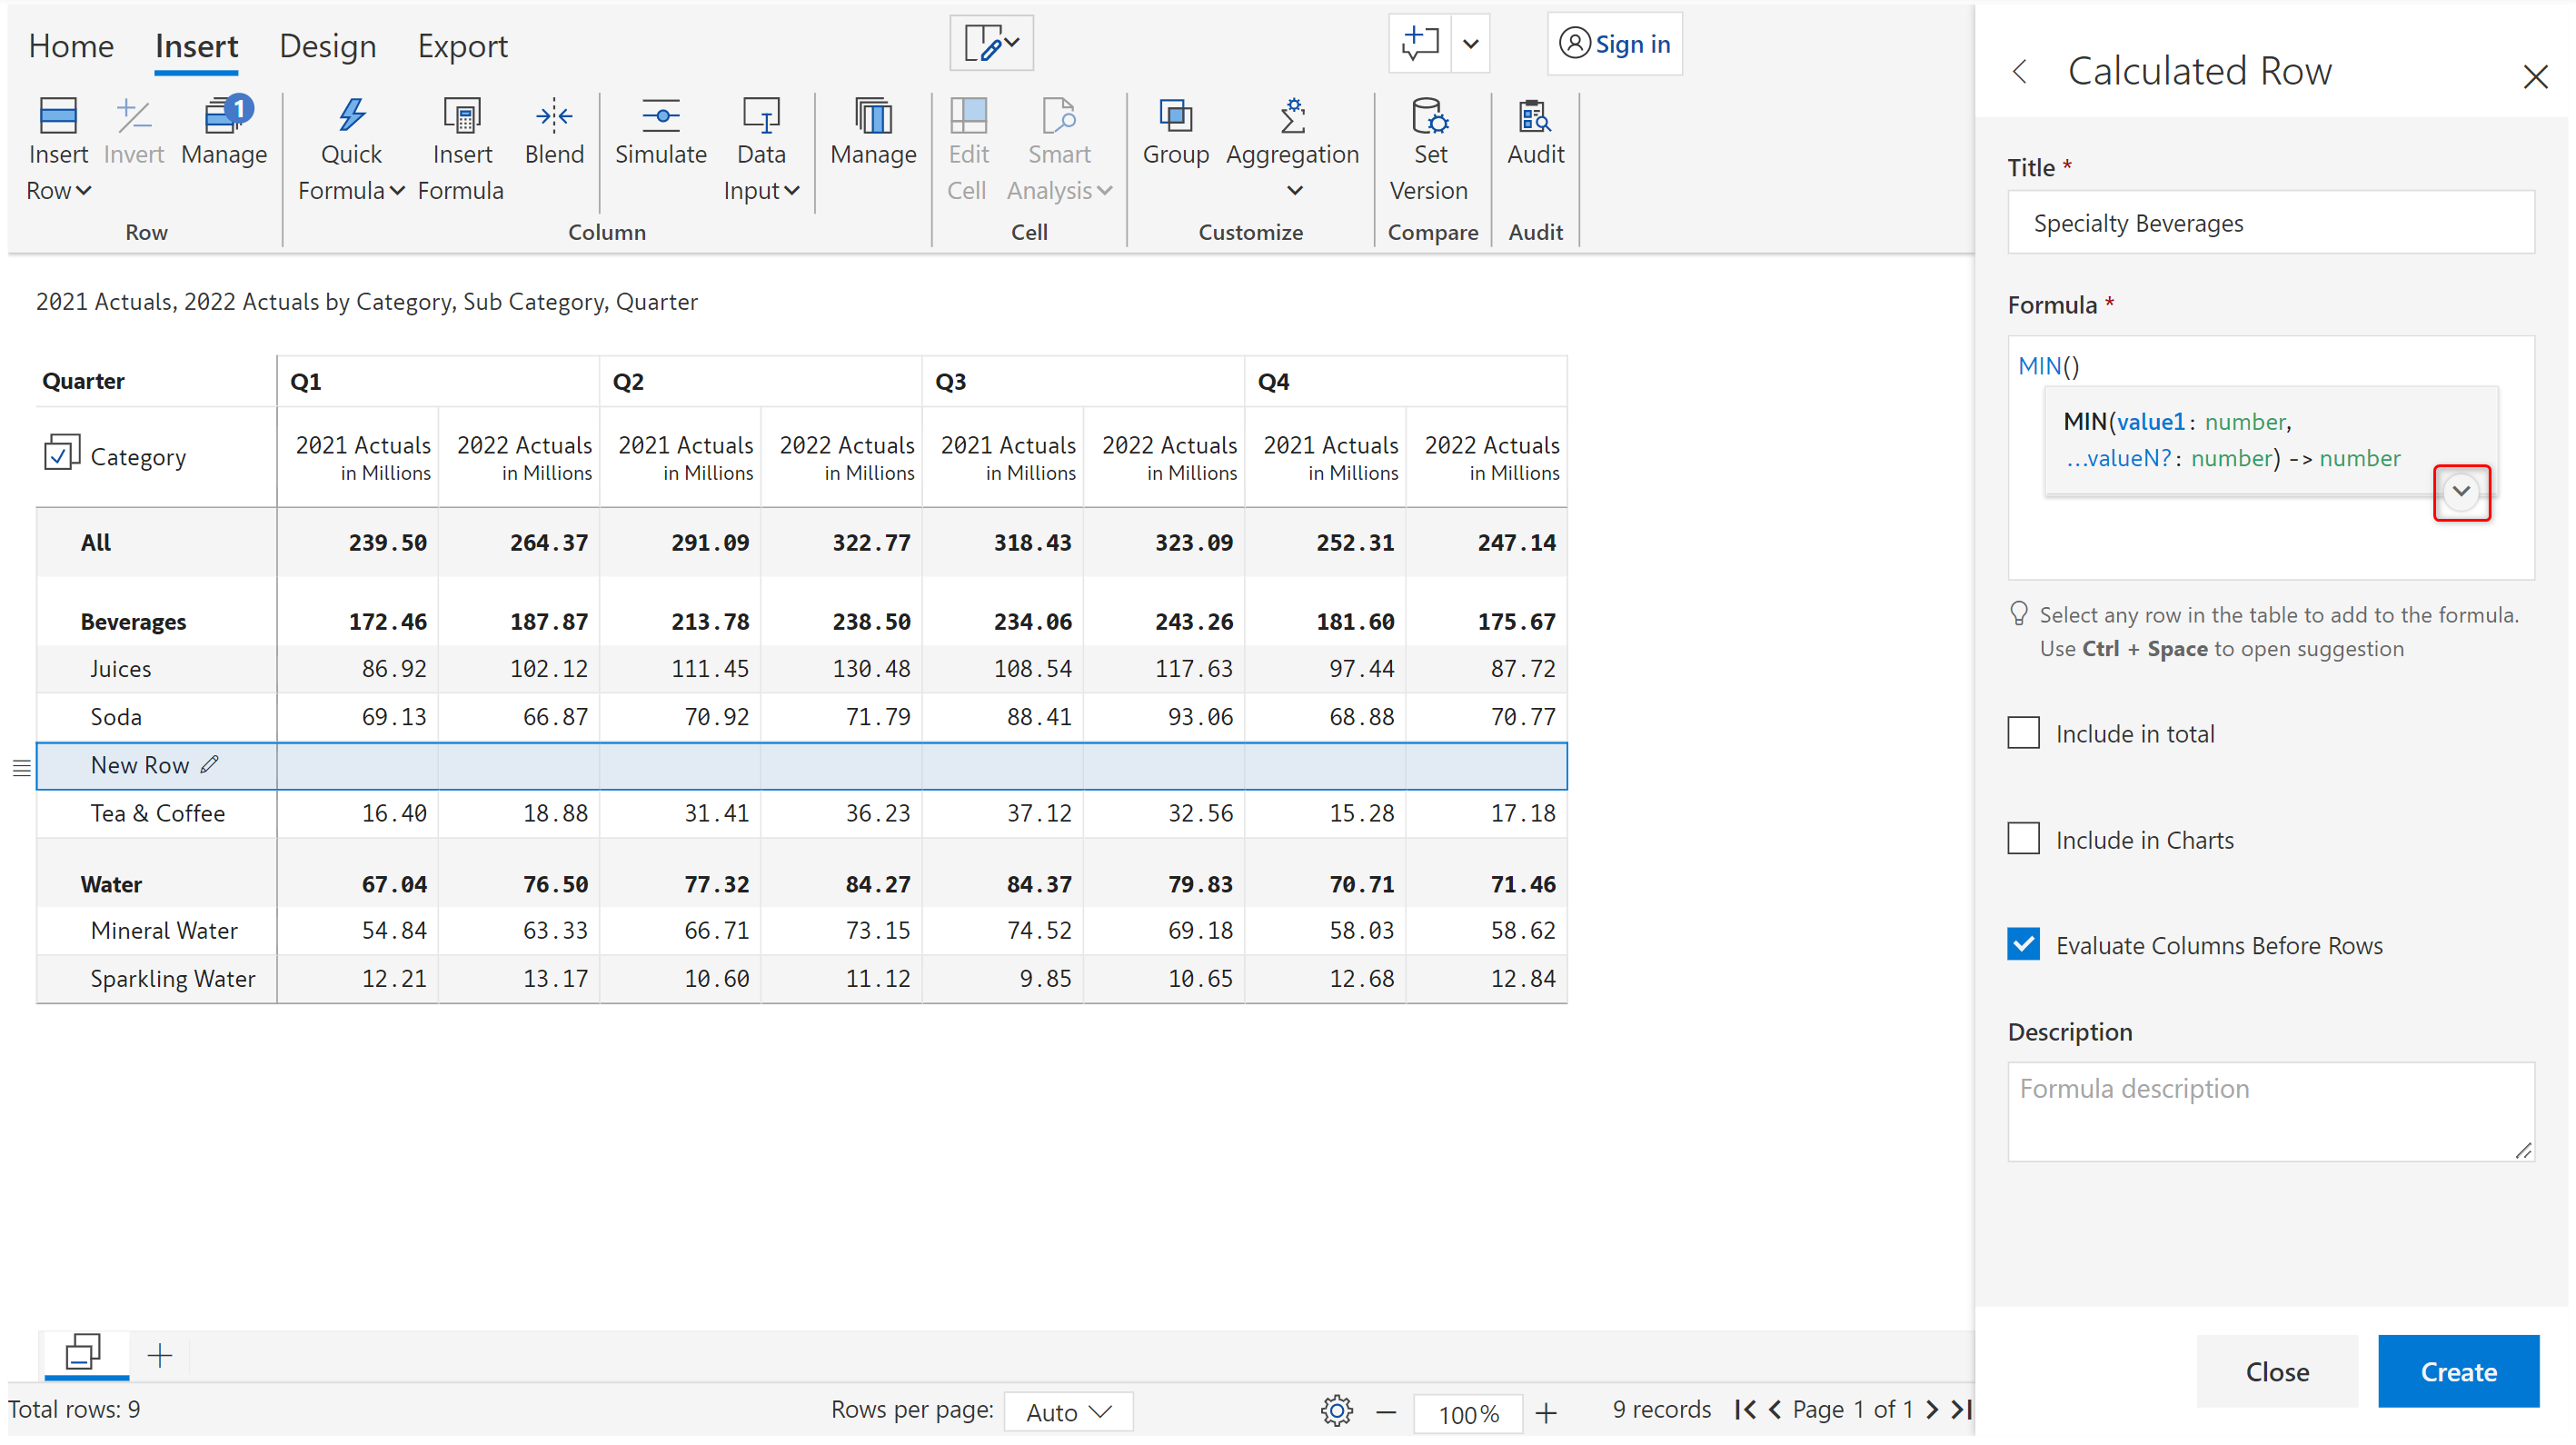 Home Insert Design Export Sign in
1
Insert Invert Manage Quick Insert Blend Simulate Data Manage Edit Smart Group Aggregation Set Audit
Row Formula Formula Input Cell Analysis Version
Row Column Cell Customize Compare Audit
2021 Actuals, 2022 Actuals by Category, Sub Category, Quarter
Quarter Q1 Q2 Q3 Q4
Category 2021 Actuals 2022 Actuals 2021 Actuals 2022 Actuals 2021 Actuals 2022 Actuals 2021 Actuals 2022 Actuals
in Millions in Millions in Millions in Millions in Millions in Millions in Millions in Millions
All 239.50 264.37 291.09 322.77 318.43 323.09 252.31 247.14
Beverages 172.46 187.87 213.78 238.50 234.06 243.26 181.60 175.67
Juices 86.92 102.12 111.45 130.48 108.54 117.63 97.44 87.72
Soda 69.13 66.87 70.92 71.79 88.41 93.06 68.88 70.77
New Row
Tea & Coffee 16.40 18.88 31.41 36.23 37.12 32.56 15.28 17.18
Water 67.04 76.50 77.32 84.27 84.37 79.83 70.71 71.46
Mineral Water 54.84 63.33 66.71 73.15 74.52 69.18 58.03 58.62
Sparkling Water 12.21 13.17 10.60 11.12 9.85 10.65 12.68 12.84
Total rows: 9 Rows per page: Auto 100% 9 records Page 1 of 1
Calculated Row
Title *
Specialty Beverages
Formula *
MIN()
MIN(value1: number,
...valueN?: number) -> number
Select any row in the table to add to the formula.
Use Ctrl + Space to open suggestion
Include in total
Include in Charts
Evaluate Columns Before Rows
Description
Formula description
Close Create